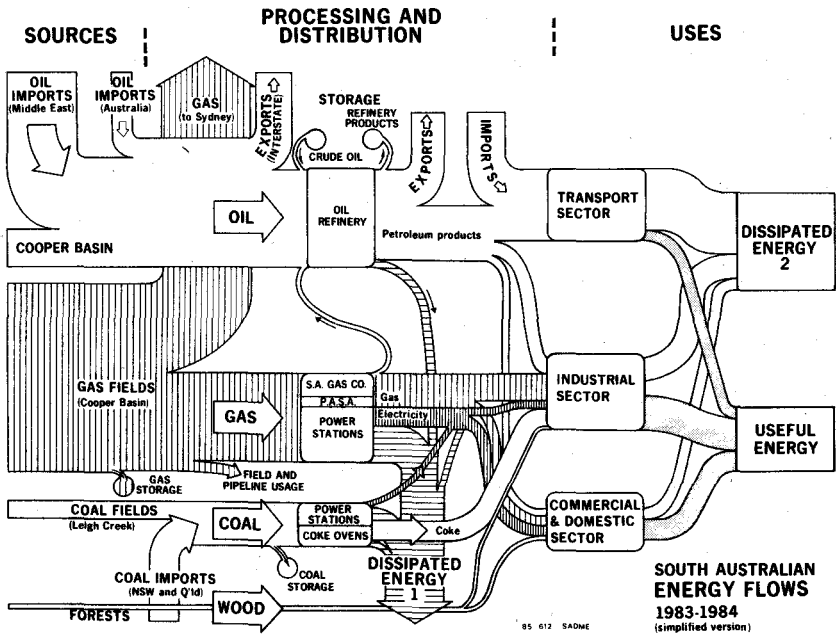 SOURCES
PROCESSING AND
DISTRIBUTION
USES
OIL
IMPORTS
(Middle East)
OIL
IMPORTS
(Australia)
GAS
(to Sydney)
EXPORTS
(INTERSTATE)
STORAGE
REFINERY
PRODUCTS
CRUDE OIL
EXPORTS
IMPORTS
OIL
OIL
REFINERY
Petroleum products
COOPER BASIN
TRANSPORT
SECTOR
DISSIPATED
ENERGY
2
GAS FIELDS
(Cooper Basin)
GAS
S.A. GAS CO.
P.A.S.A.
POWER
STATIONS
Gas
Electricity
INDUSTRIAL
SECTOR
USEFUL
ENERGY
GAS
STORAGE
FIELD AND
PIPELINE USAGE
COAL FIELDS
(Leigh Creek)
COAL
POWER
STATIONS
COKE OVENS
Coke
COMMERCIAL
& DOMESTIC
SECTOR
COAL IMPORTS
(NSW and Q'ld)
COAL
STORAGE
DISSIPATED
ENERGY
1
FORESTS
WOOD
SOUTH AUSTRALIAN
ENERGY FLOWS
1983-1984
(simplified version)
85 612 SADME